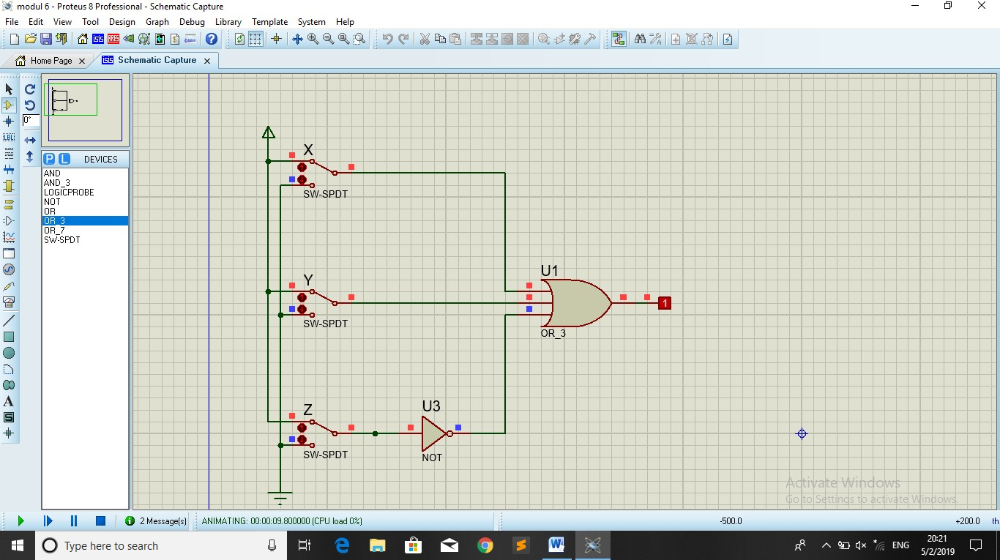 modul 6 - Proteus 8 Professional - Schematic Capture
File Edit View Tool Design Graph Debug Library Template System Help
Home Page
Schematic Capture
0°
LBL
P L DEVICES
AND
AND_3
LOGICPROBE
NOT
OR
OR_3
OR_7
SW-SPDT
X
SW-SPDT
Y
SW-SPDT
Z
SW-SPDT
U3
NOT
U1
OR_3
1
Activate Windows
Go to Settings to activate Windows.
2 Message(s)
ANIMATING: 00:00:09.800000 (CPU load 0%)
-500.0
+200.0 th
Type here to search
ENG
20:21
5/2/2019